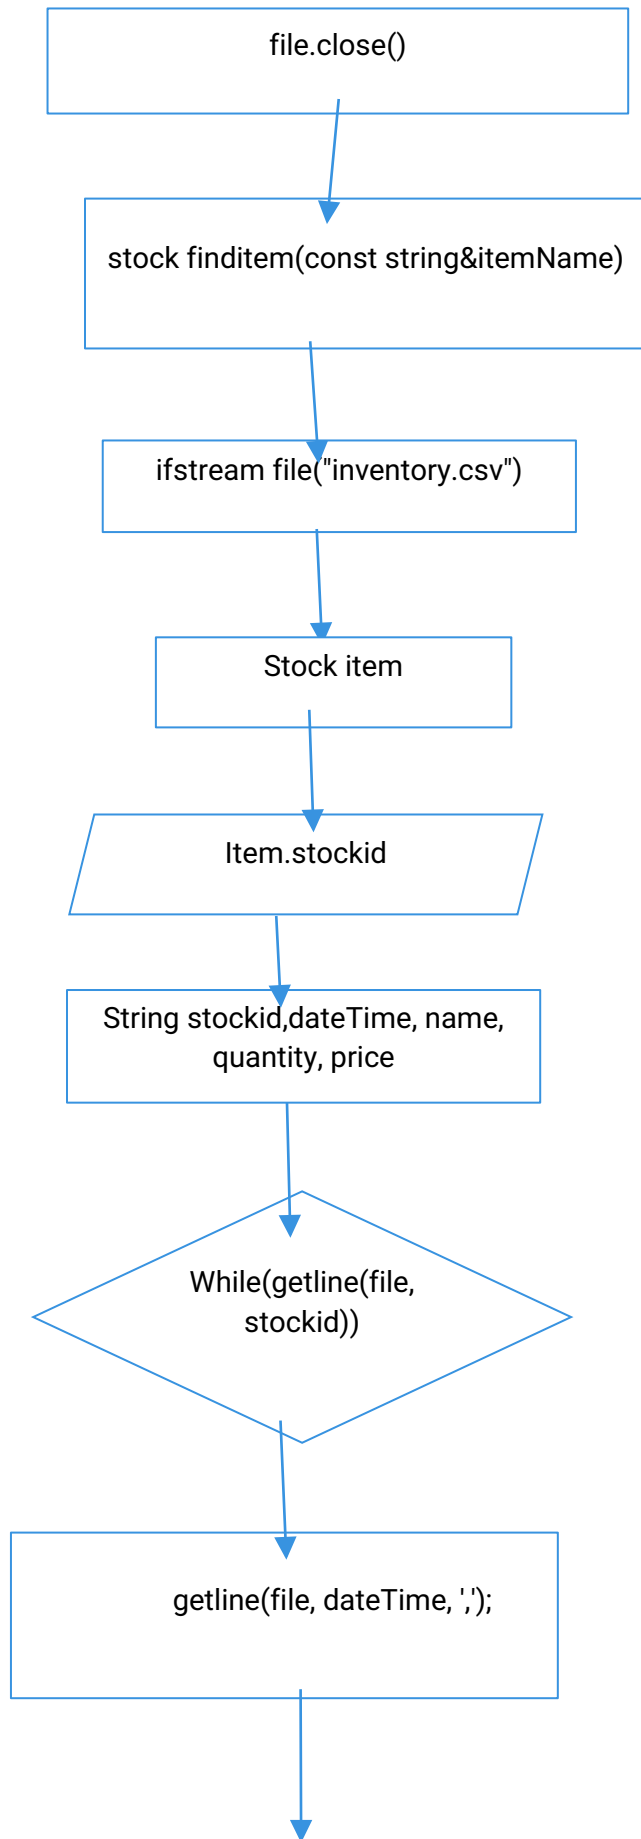 file.close()
stock finditem(const string&itemName)
ifstream file("inventory.csv")
Stock item
Item.stockid
String stockid,dateTime, name,
quantity, price
While(getline(file,
stockid))
getline(file, dateTime, ',');